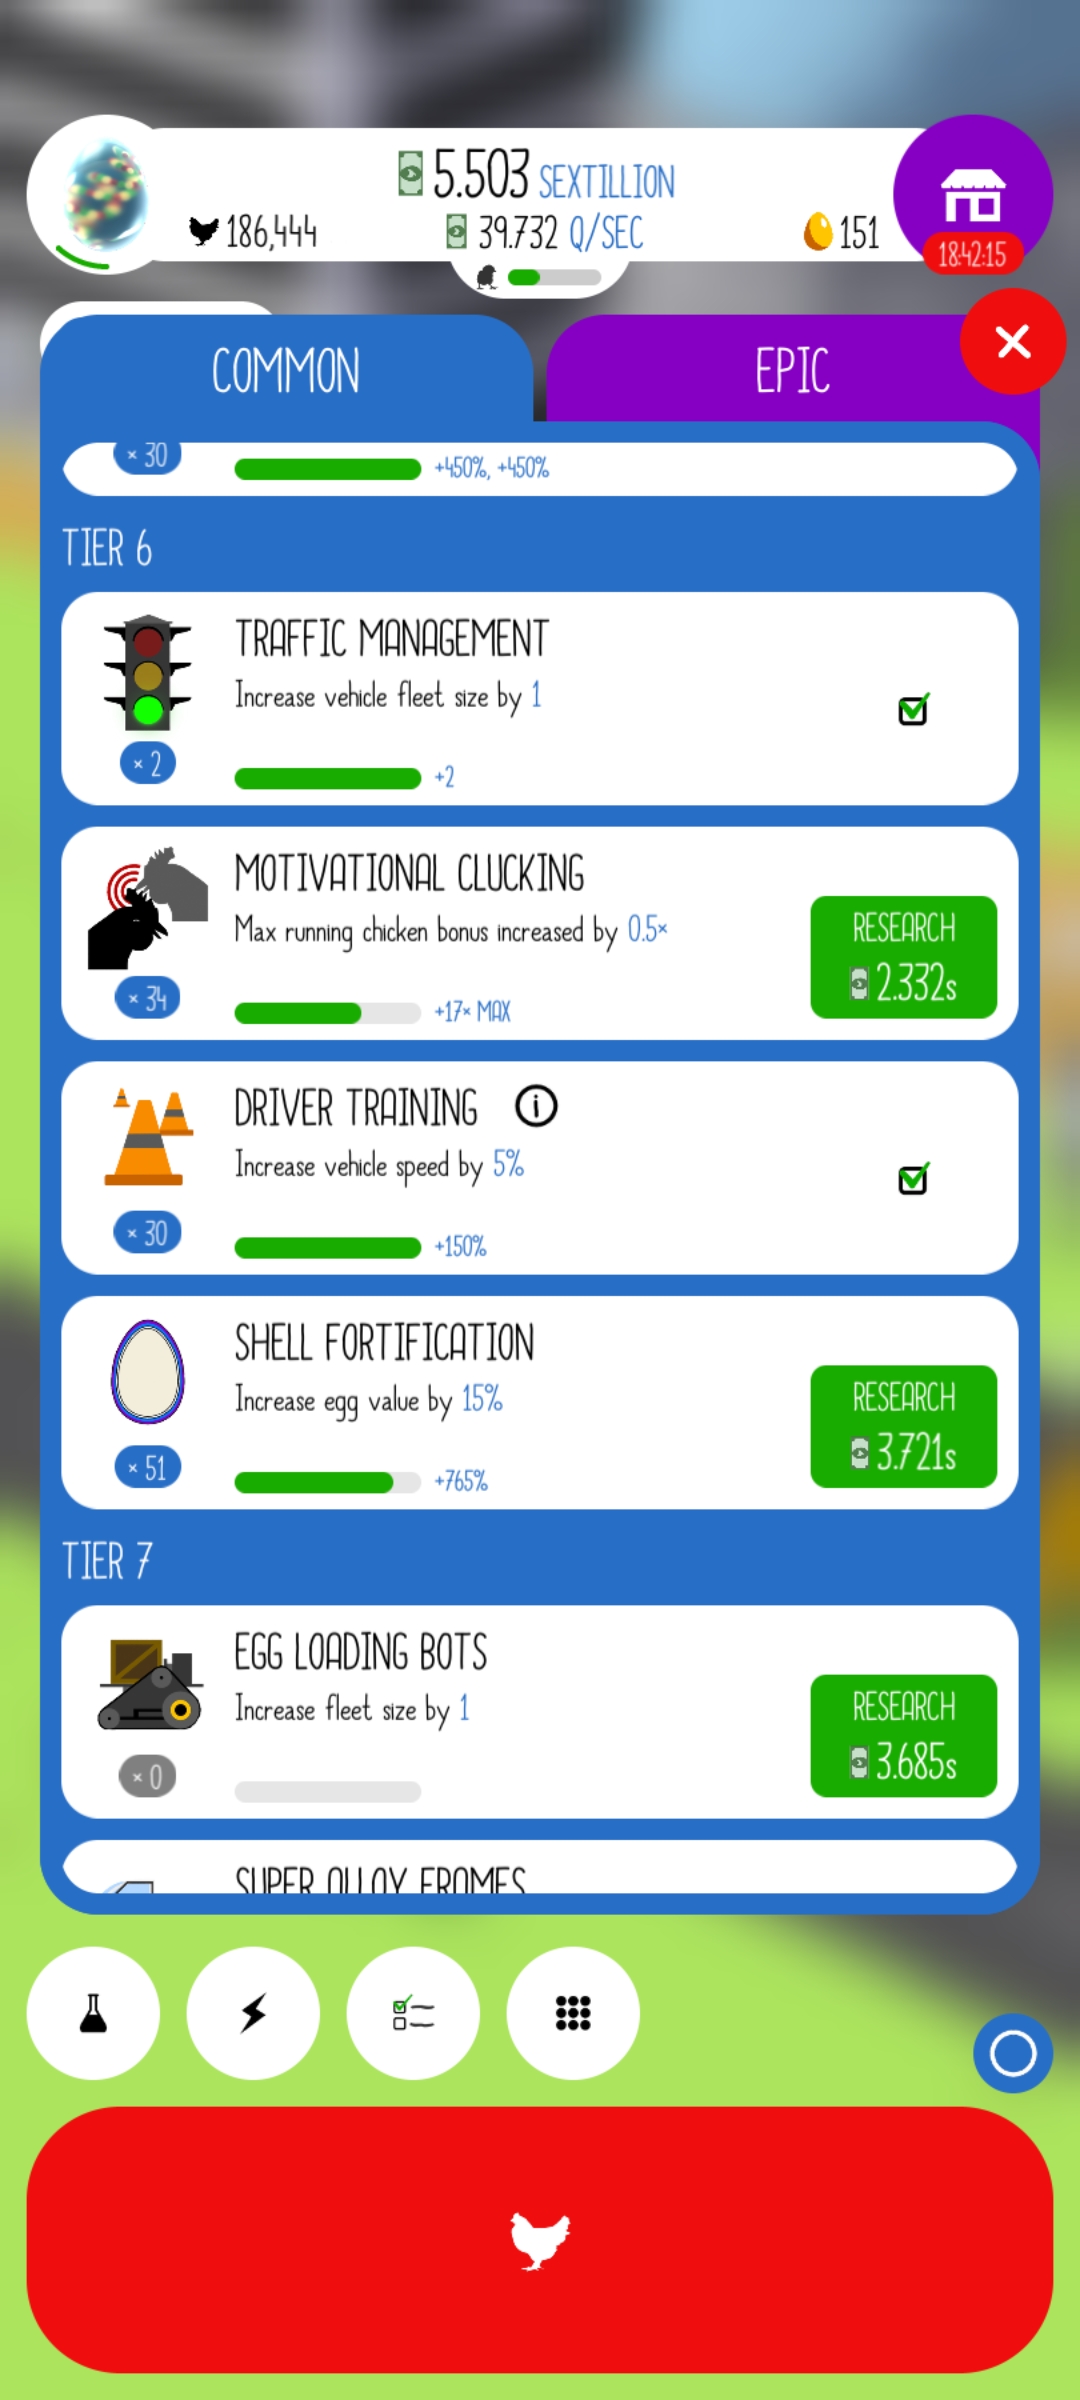 5.503 SEXTILLION
186,444 39.732 Q/SEC 151
18:42:15
COMMON EPIC
× 30 +450%, +450%
TIER 6
TRAFFIC MANAGEMENT
Increase vehicle fleet size by 1
× 2 +2
MOTIVATIONAL CLUCKING
Max running chicken bonus increased by 0.5×
RESEARCH
2.332s
× 34 +17× MAX
DRIVER TRAINING i
Increase vehicle speed by 5%
× 30 +150%
SHELL FORTIFICATION
Increase egg value by 15%
RESEARCH
3.721s
× 51 +765%
TIER 7
EGG LOADING BOTS
Increase fleet size by 1
RESEARCH
3.685s
× 0
SUPER ALLOY FRAMES